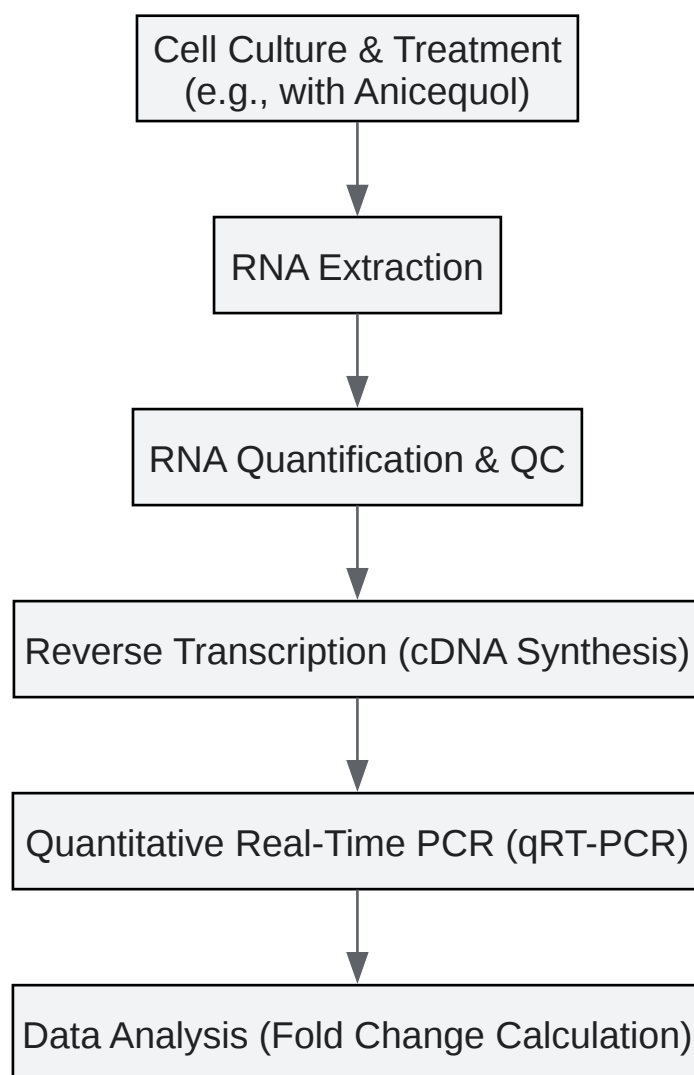 Cell Culture & Treatment
(e.g., with Anicequol)
RNA Extraction
RNA Quantification & QC
Reverse Transcription (cDNA Synthesis)
Quantitative Real-Time PCR (qRT-PCR)
Data Analysis (Fold Change Calculation)